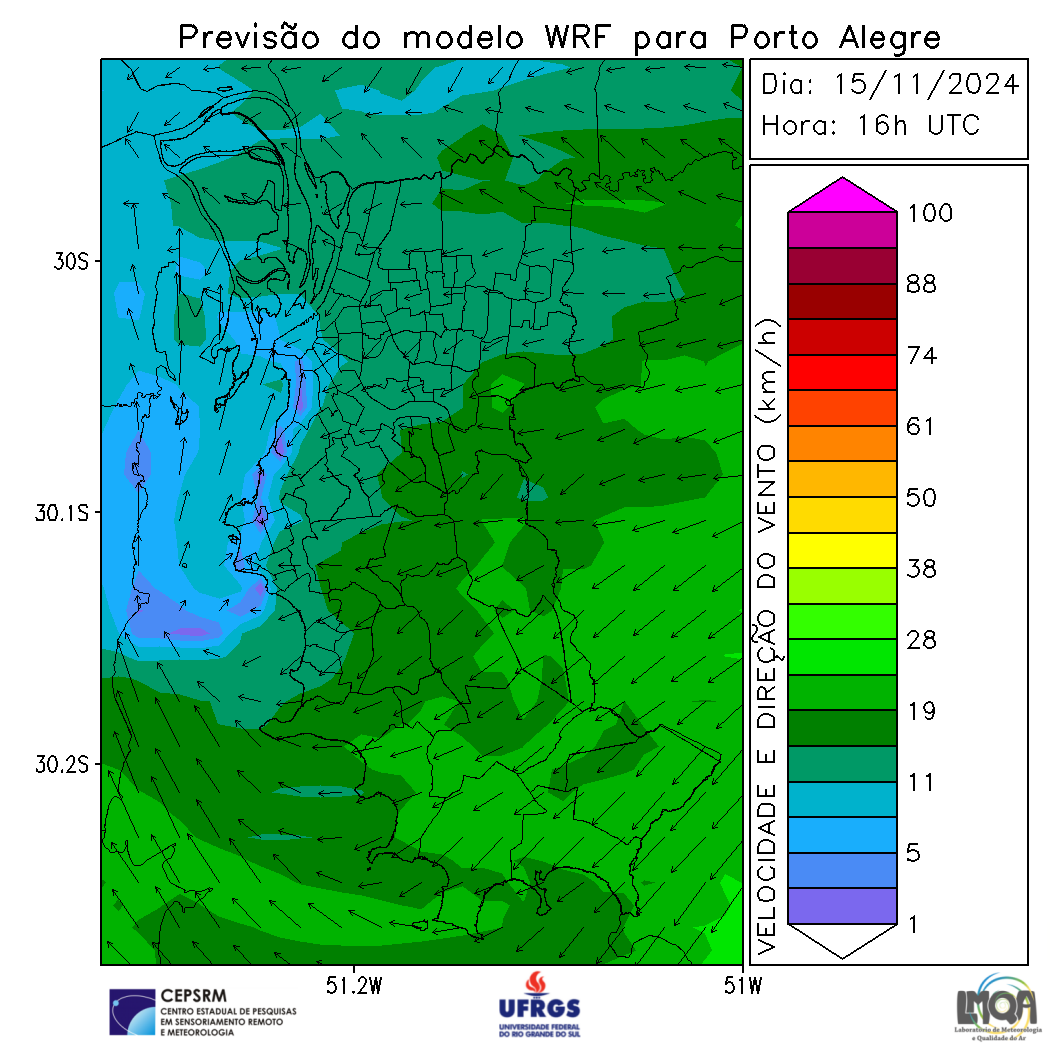 Previsão do modelo WRF para Porto Alegre
Dia: 15/11/2024
Hora: 16h UTC
30S
30.1S
30.2S
51.2W
51W
VELOCIDADE E DIREÇÃO DO VENTO (km/h)
100
88
74
61
50
38
28
19
11
5
1
CEPSRM
CENTRO ESTADUAL DE PESQUISAS
EM SENSORIAMENTO REMOTO
E METEOROLOGIA
UFRGS
UNIVERSIDADE FEDERAL
DO RIO GRANDE DO SUL
LMQA
Laboratório de Meteorologia
e Qualidade do Ar